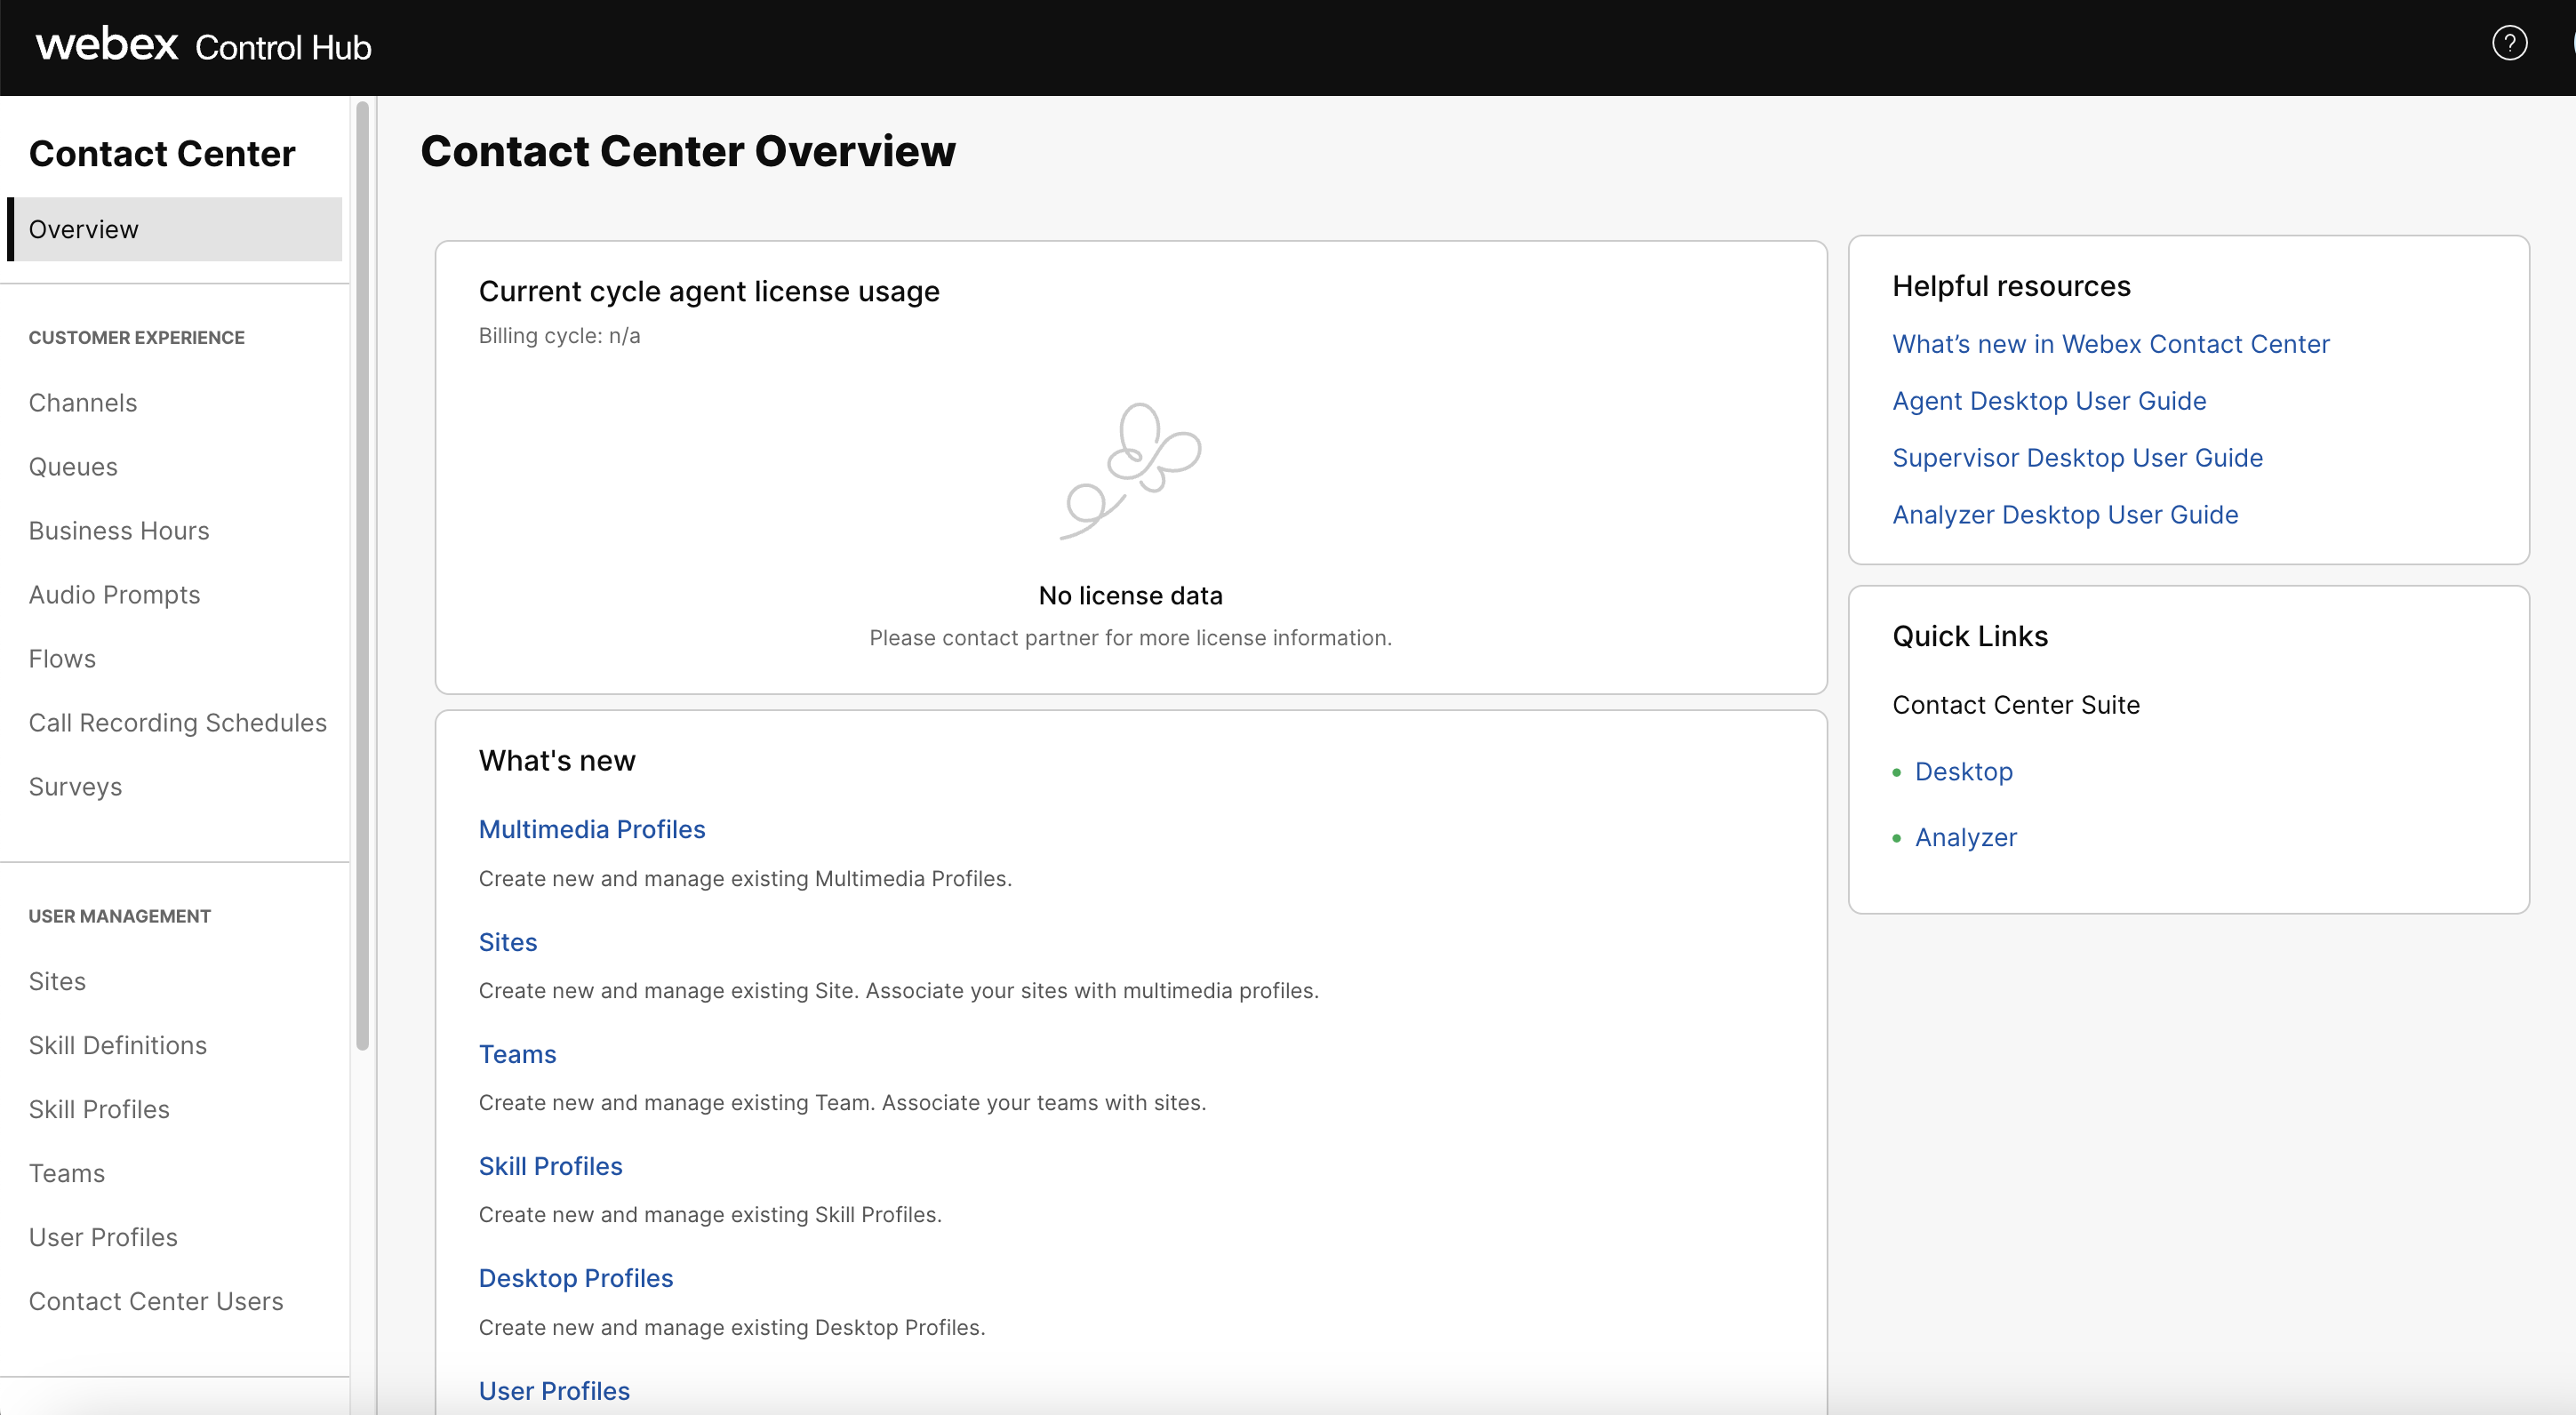 webex Control Hub
?
Contact Center
Overview
CUSTOMER EXPERIENCE
Channels
Queues
Business Hours
Audio Prompts
Flows
Call Recording Schedules
Surveys
USER MANAGEMENT
Sites
Skill Definitions
Skill Profiles
Teams
User Profiles
Contact Center Users
Contact Center Overview
Current cycle agent license usage
Billing cycle: n/a
No license data
Please contact partner for more license information.
What's new
Multimedia Profiles
Create new and manage existing Multimedia Profiles.
Sites
Create new and manage existing Site. Associate your sites with multimedia profiles.
Teams
Create new and manage existing Team. Associate your teams with sites.
Skill Profiles
Create new and manage existing Skill Profiles.
Desktop Profiles
Create new and manage existing Desktop Profiles.
User Profiles
Helpful resources
What’s new in Webex Contact Center
Agent Desktop User Guide
Supervisor Desktop User Guide
Analyzer Desktop User Guide
Quick Links
Contact Center Suite
Desktop
Analyzer